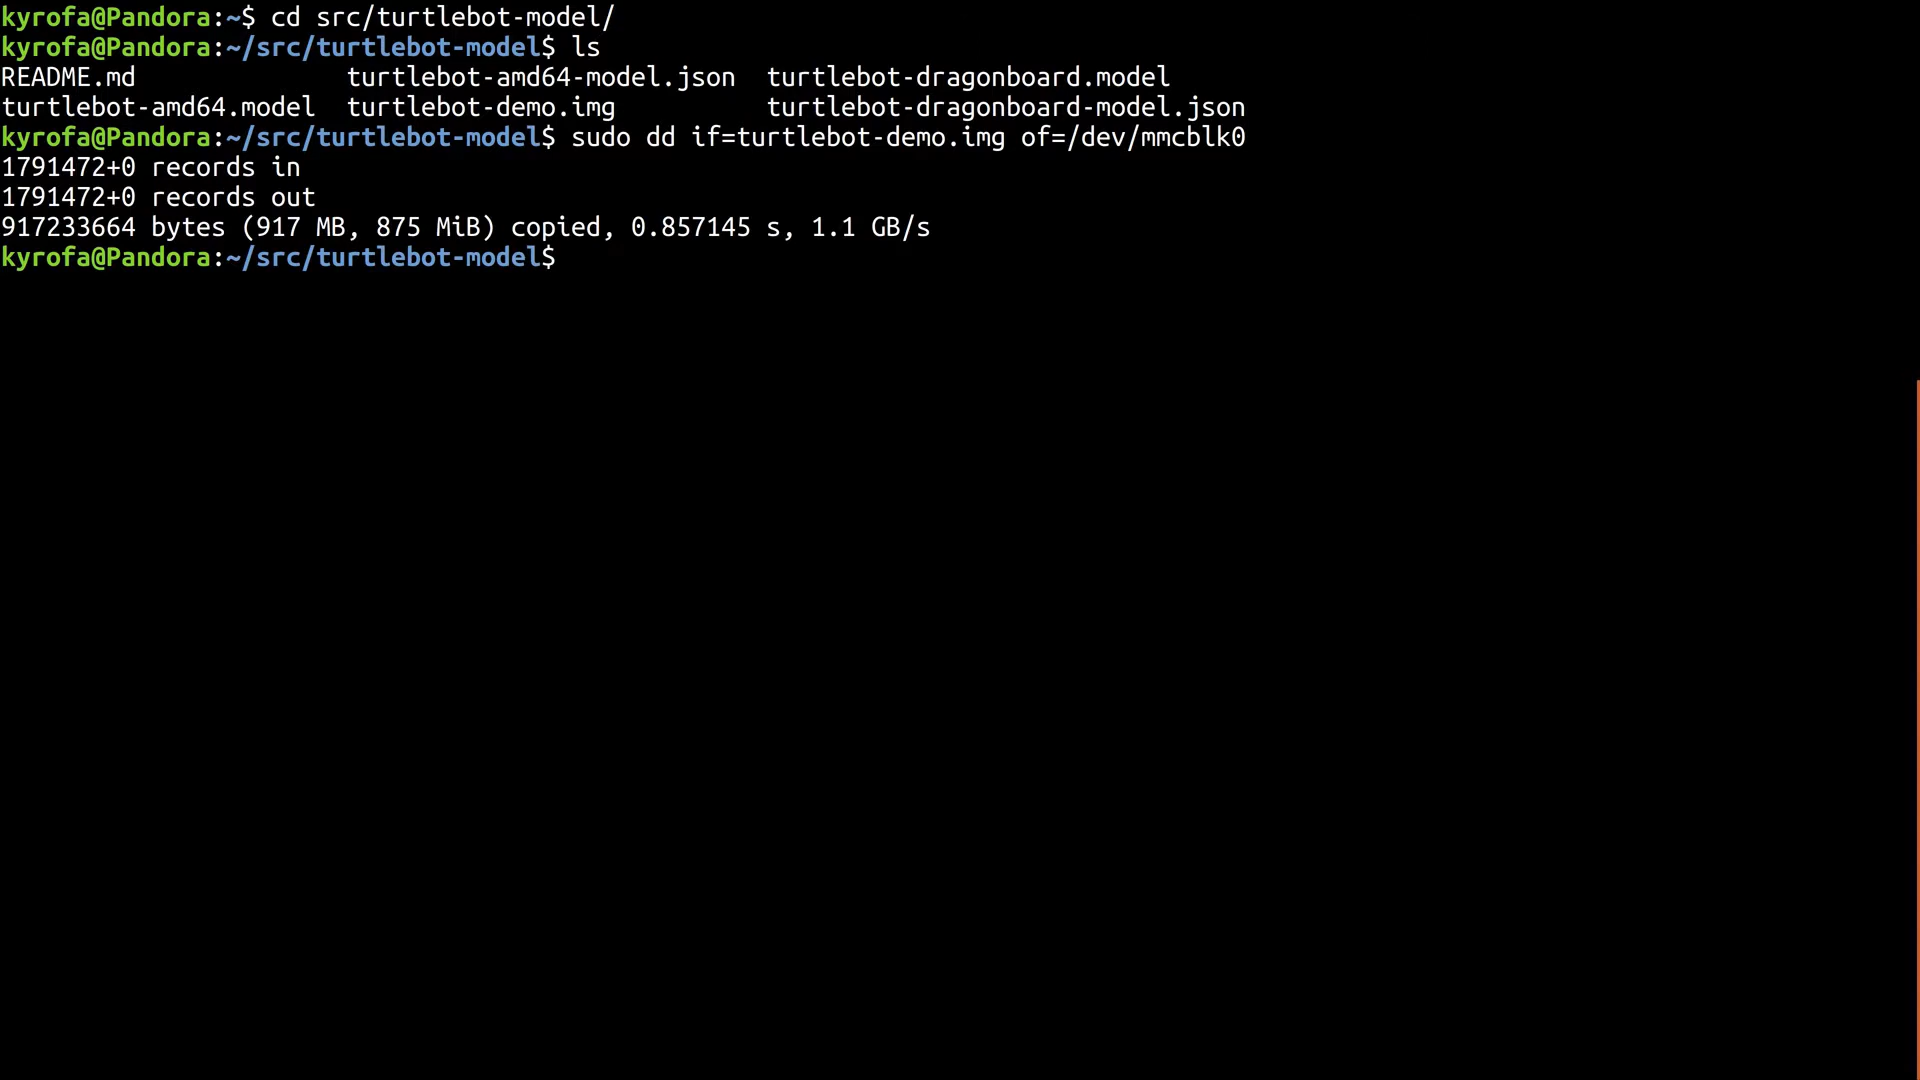 kyrofa@Pandora:~$ cd src/turtlebot-model/
kyrofa@Pandora:~/src/turtlebot-model$ ls
README.md              turtlebot-amd64-model.json  turtlebot-dragonboard.model
turtlebot-amd64.model  turtlebot-demo.img          turtlebot-dragonboard-model.json
kyrofa@Pandora:~/src/turtlebot-model$ sudo dd if=turtlebot-demo.img of=/dev/mmcblk0
1791472+0 records in
1791472+0 records out
917233664 bytes (917 MB, 875 MiB) copied, 0.857145 s, 1.1 GB/s
kyrofa@Pandora:~/src/turtlebot-model$